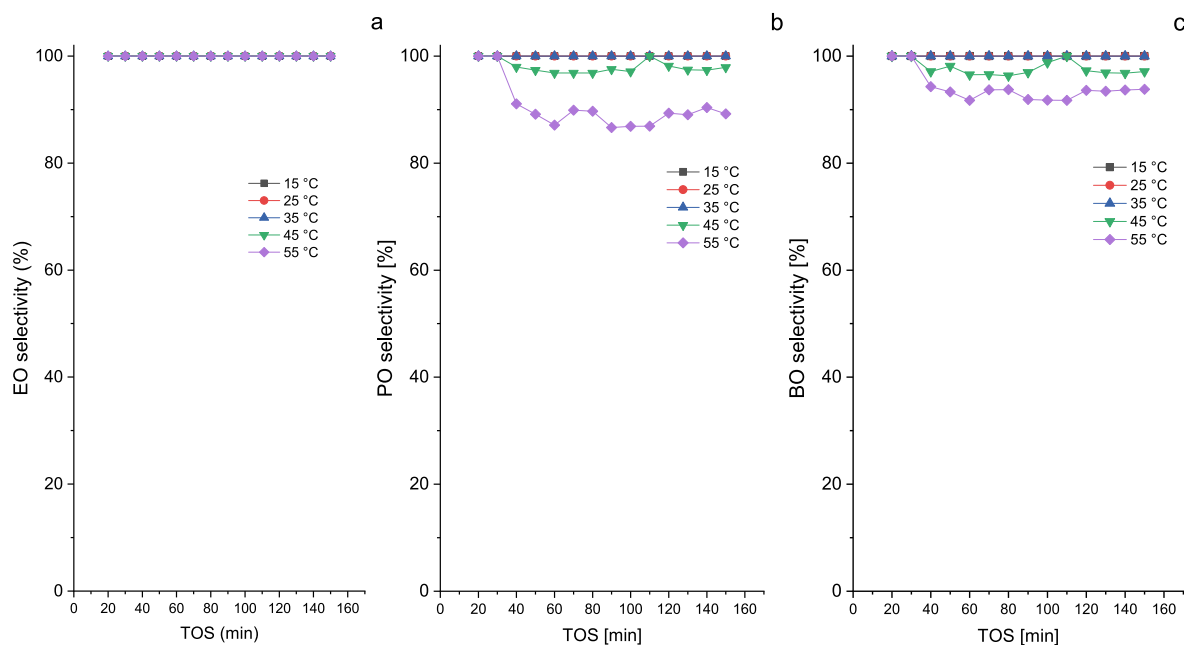 a
100
80
60
40
20
0
EO selectivity (%)
15 °C
25 °C
35 °C
45 °C
55 °C
0 20 40 60 80 100 120 140 160
TOS (min)
b
100
80
60
40
20
0
PO selectivity [%]
15 °C
25 °C
35 °C
45 °C
55 °C
0 20 40 60 80 100 120 140 160
TOS [min]
c
100
80
60
40
20
0
BO selectivity [%]
15 °C
25 °C
35 °C
45 °C
55 °C
0 20 40 60 80 100 120 140 160
TOS [min]